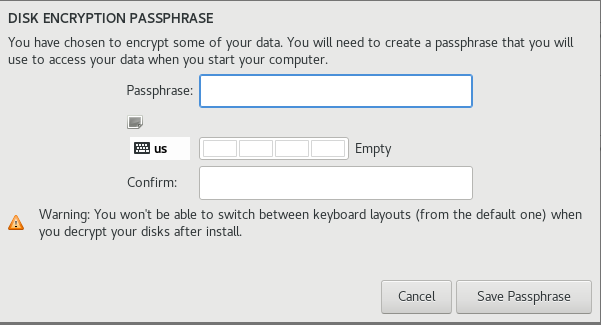 DISK ENCRYPTION PASSPHRASE
You have chosen to encrypt some of your data. You will need to create a passphrase that you will
use to access your data when you start your computer.
Passphrase:
us
Empty
Confirm:
Warning: You won't be able to switch between keyboard layouts (from the default one) when
you decrypt your disks after install.
Cancel
Save Passphrase